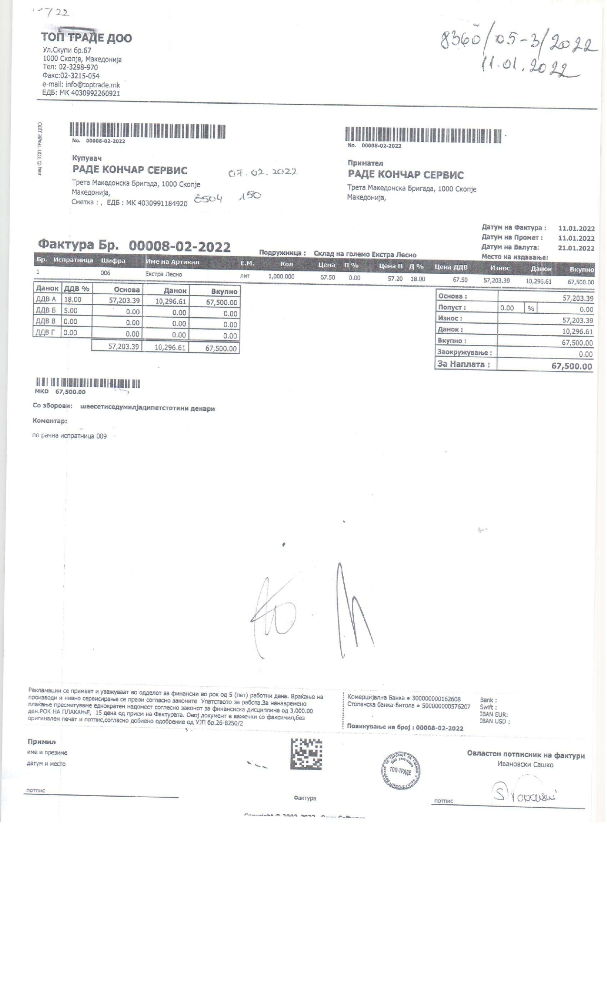 7/22
ТОП ТРАДЕ ДОО
Ул.Скупи бр.67
1000 Скопје, Македонија
Тел: 02-3298-970
Факс:02-3215-054
e-mail: info@toptrade.mk
ЕДБ: МК 4030992260921
8360/05-3/2022
11.01.2022
лиц © ТОП ТРАДЕ ДОО
No. 00008-02-2022
No. 00008-02-2022
Купувач
РАДЕ КОНЧАР СЕРВИС
07.02.2022
Трета Македонска Бригада, 1000 Скопје
Македонија,
Сметка : , ЕДБ : МК 4030991184920
8504 150
Примател
РАДЕ КОНЧАР СЕРВИС
Трета Македонска Бригада, 1000 Скопје
Македонија,
Датум на Фактура : 11.01.2022
Датум на Промет : 11.01.2022
Датум на Валута: 21.01.2022
Место на издавање:
Фактура Бр. 00008-02-2022
Подружница : Склад на големо Екстра Лесно
Бр. Испратница Шифра Име на Артикал Е.М. Кол Цена П % Цена П Д % Цена ДДВ Износ Данок Вкупно
1 006 Екстра Лесно лит 1,000.000 67.50 0.00 57.20 18.00 67.50 57,203.39 10,296.61 67,500.00
Данок ДДВ % Основа Данок Вкупно
ДДВ А 18.00 57,203.39 10,296.61 67,500.00
ДДВ Б 5.00 0.00 0.00 0.00
ДДВ В 0.00 0.00 0.00 0.00
ДДВ Г 0.00 0.00 0.00 0.00
57,203.39 10,296.61 67,500.00
Основа : 57,203.39
Попуст : 0.00 % 0.00
Износ : 57,203.39
Данок : 10,296.61
Вкупно : 67,500.00
Заокружување : 0.00
За Наплата : 67,500.00
MKD 67,500.00
Со зборови: шеесетиседумилјадипетстотини денари
Коментар:
по рачна испратница 009
Рекламации се примаат и уважуваат во одделот за финансии во рок од 5 (пет) работни дена. Враќање на
производи и нивно сервисирање се прави согласно законите Упатството за работа.За ненавремено
плаќање пресметуваме еднократен надомест согласно законот за финансиска дисциплина од 3,000.00
ден.РОК НА ПЛАКАЊЕ, 15 дена од прием на Фактурата. Овој документ е важечки со факсимил,без
оригинален печат и потпис,согласно добиено одобрение од УЈП бр.26-8250/2
Комерцијална Банка ● 300000000162608
Стопанска банка-Битола ● 500000000576207
Повикување на број : 00008-02-2022
Bank :
Swift :
IBAN EUR:
IBAN USD :
Примил
име и презиме
датум и место
потпис
Фактура
ТОП-ТРАДЕ
Овластен потписник на фактури
Ивановски Сашко
потпис